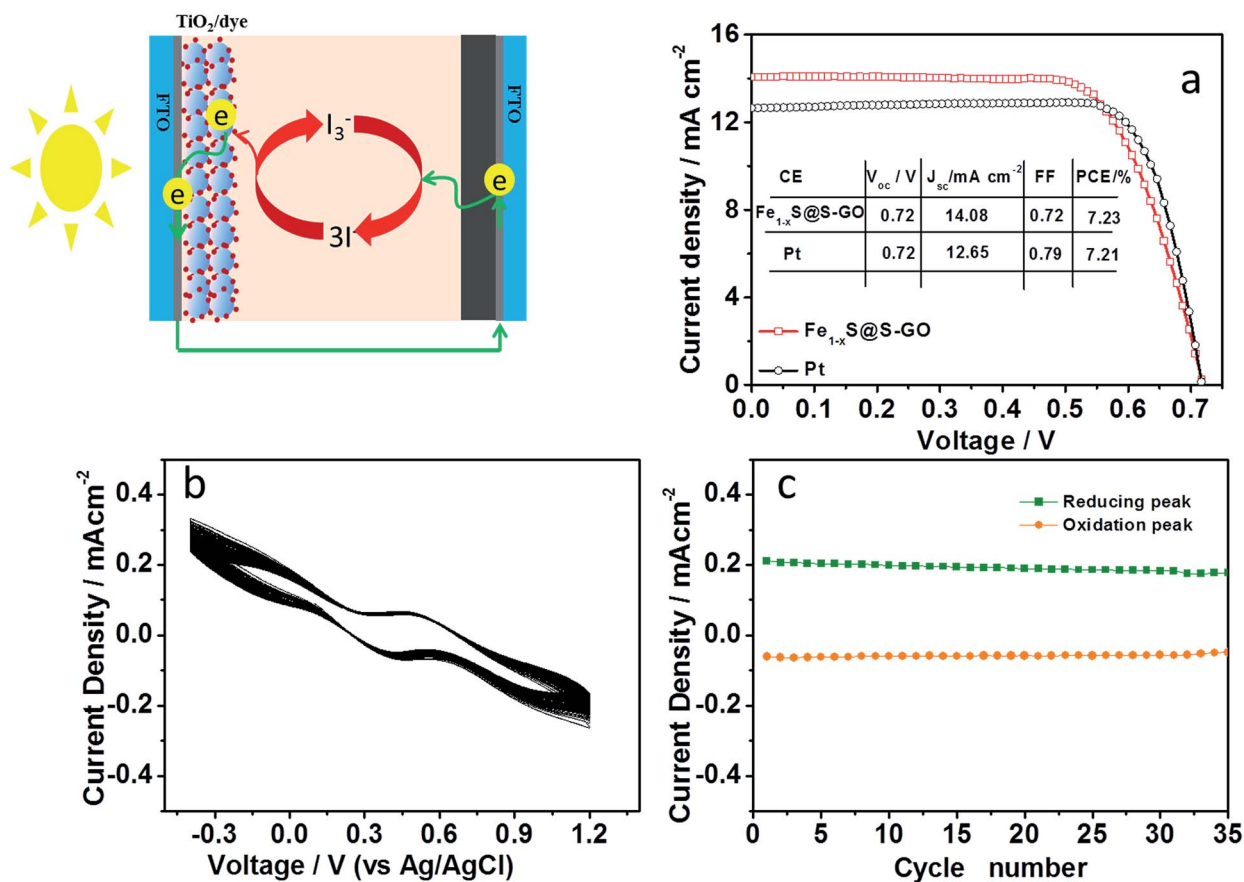 TiO2/dye
FTO
e
e
I3-
3I-
e
FTO
a
Current density / mA cm-2
16
12
8
4
0
CE Voc / V Jsc/mA cm-2 FF PCE/%
Fe1-xS@S-GO 0.72 14.08 0.72 7.23
Pt 0.72 12.65 0.79 7.21
Fe1-xS@S-GO
Pt
0.0 0.1 0.2 0.3 0.4 0.5 0.6 0.7
Voltage / V
b
Current Density / mAcm-2
0.4
0.2
0.0
-0.2
-0.4
-0.3 0.0 0.3 0.6 0.9 1.2
Voltage / V (vs Ag/AgCl)
c
Current Density / mAcm-2
0.4
0.2
0.0
-0.2
-0.4
Reducing peak
Oxidation peak
0 5 10 15 20 25 30 35
Cycle number